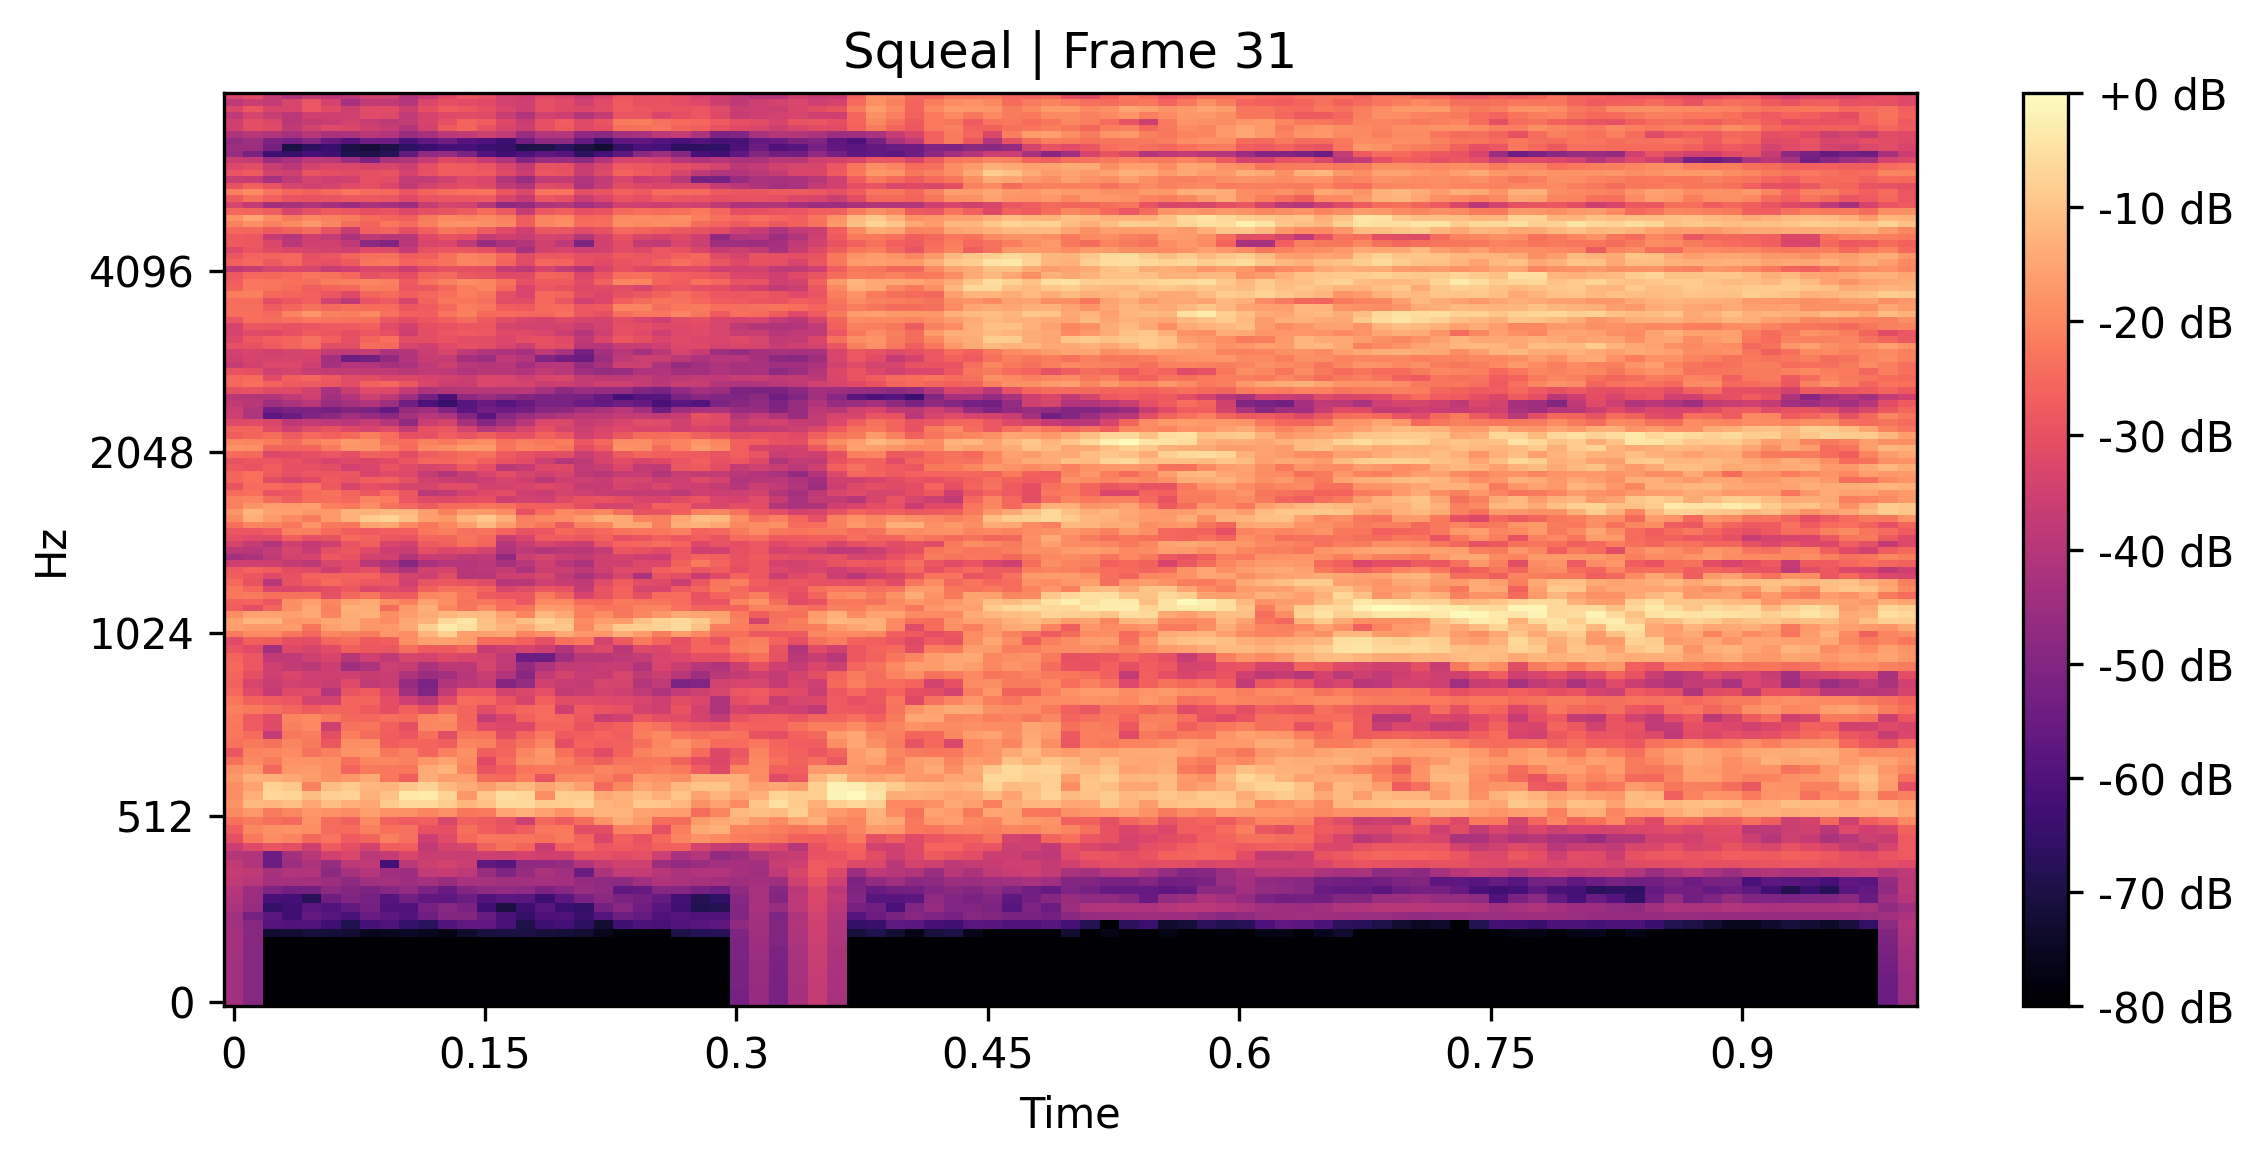 Squeal | Frame 31
+0 dB
-10 dB
-20 dB
-30 dB
-40 dB
-50 dB
-60 dB
-70 dB
-80 dB
4096
2048
1024
512
0
Hz
0 0.15 0.3 0.45 0.6 0.75 0.9
Time